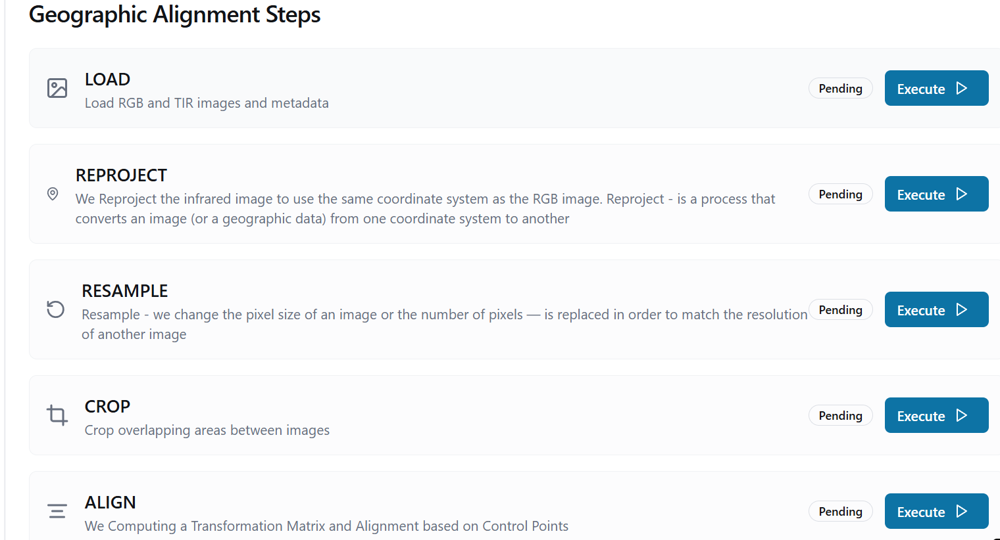 Geographic Alignment Steps
LOAD
Load RGB and TIR images and metadata
Pending
Execute
REPROJECT
We Reproject the infrared image to use the same coordinate system as the RGB image. Reproject - is a process that
converts an image (or a geographic data) from one coordinate system to another
Pending
Execute
RESAMPLE
Resample - we change the pixel size of an image or the number of pixels — is replaced in order to match the resolution
of another image
Pending
Execute
CROP
Crop overlapping areas between images
Pending
Execute
ALIGN
We Computing a Transformation Matrix and Alignment based on Control Points
Pending
Execute